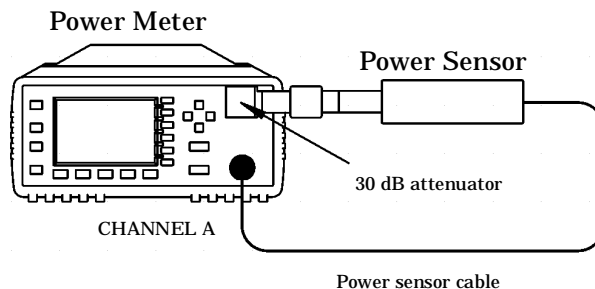 Power Meter
Power Sensor
30 dB attenuator
CHANNEL A
Power sensor cable